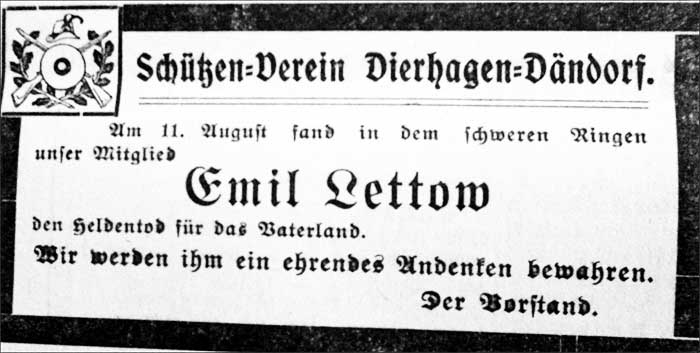 Schützen-Verein Dierhagen-Dändorf.
Am 11. August fand in dem schweren Ringen
unser Mitglied
Emil Lettow
den Heldentod für das Vaterland.
Wir werden ihm ein ehrendes Andenken bewahren.
Der Vorstand.